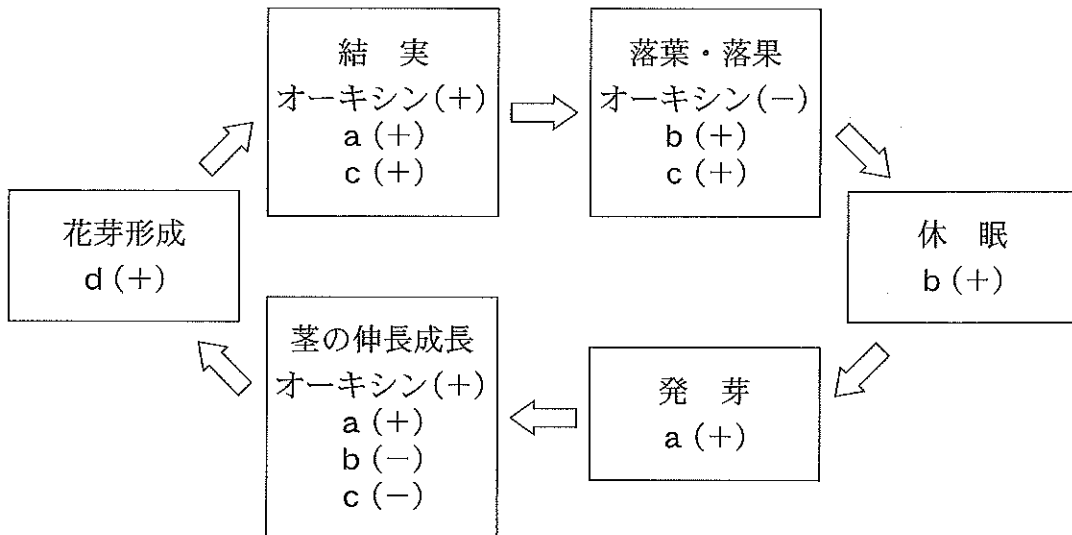 結　実
オーキシン(+)
a (+)
c (+)
落葉・落果
オーキシン(−)
b (+)
c (+)
休　眠
b (+)
発　芽
a (+)
茎の伸長成長
オーキシン(+)
a (+)
b (−)
c (−)
花芽形成
d (+)